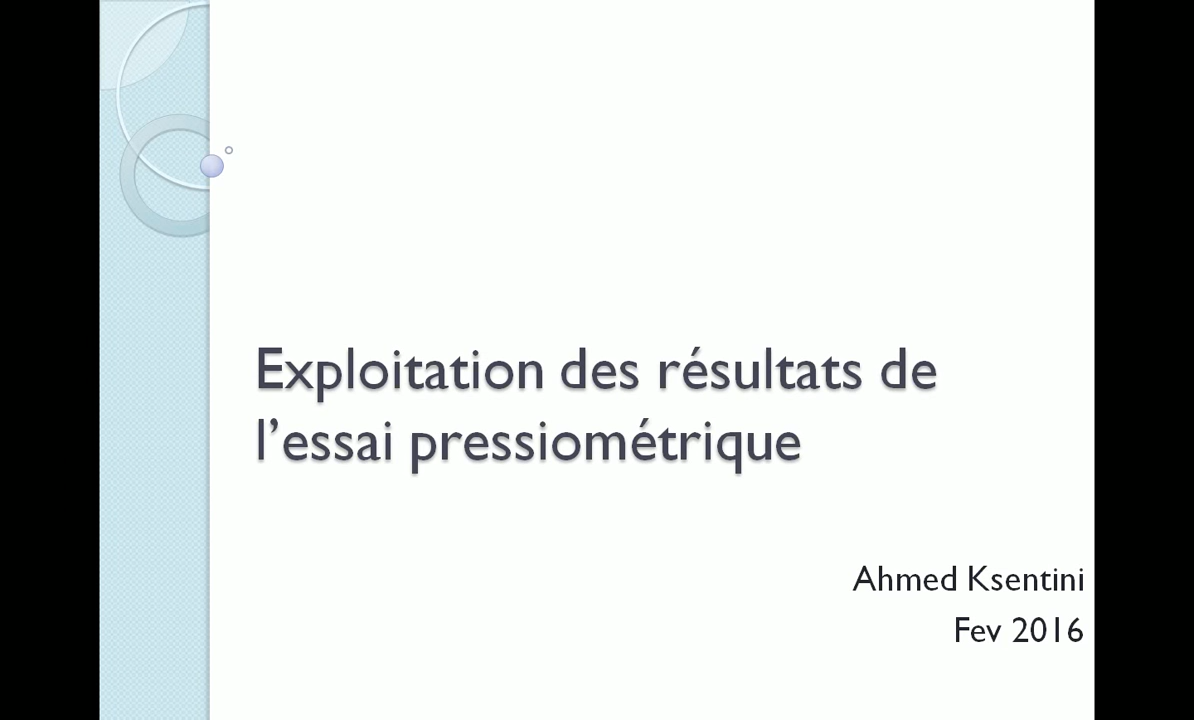 Exploitation des résultats de
l’essai pressiométrique
Ahmed Ksentini
Fev 2016